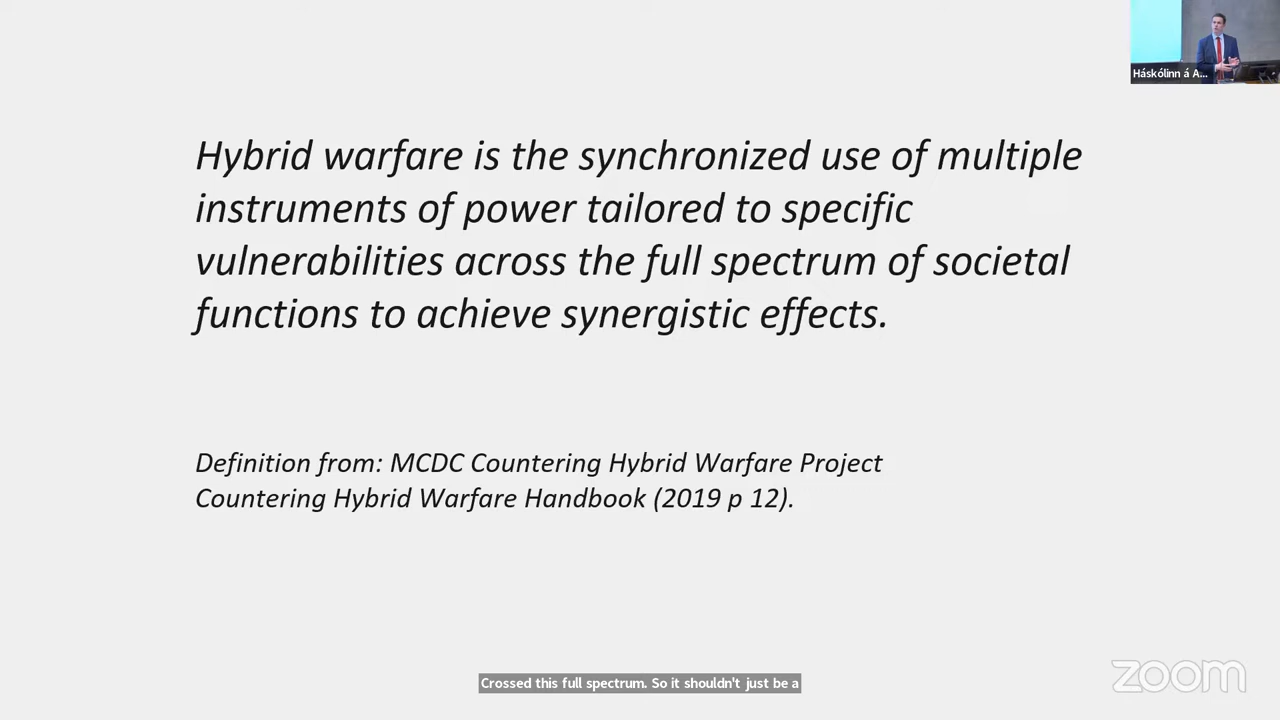 Háskólinn á A...
Hybrid warfare is the synchronized use of multiple
instruments of power tailored to specific
vulnerabilities across the full spectrum of societal
functions to achieve synergistic effects.
Definition from: MCDC Countering Hybrid Warfare Project
Countering Hybrid Warfare Handbook (2019 p 12).
Crossed this full spectrum. So it shouldn't just be a
zoom